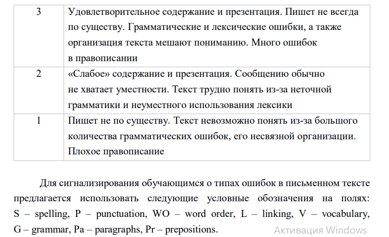 3 Удовлетворительное содержание и презентация. Пишет не всегда
по существу. Грамматические и лексические ошибки, а также
организация текста мешают пониманию. Много ошибок
в правописании
2 «Слабое» содержание и презентация. Сообщению обычно
не хватает уместности. Текст трудно понять из-за неточной
грамматики и неуместного использования лексики
1 Пишет не по существу. Текст невозможно понять из-за большого
количества грамматических ошибок, его несвязной организации.
Плохое правописание
Для сигнализирования обучающимся о типах ошибок в письменном тексте
предлагается использовать следующие условные обозначения на полях:
S – spelling, P – punctuation, WO – word order, L – linking, V – vocabulary,
G – grammar, Pa – paragraphs, Pr – prepositions.
Активация Windows